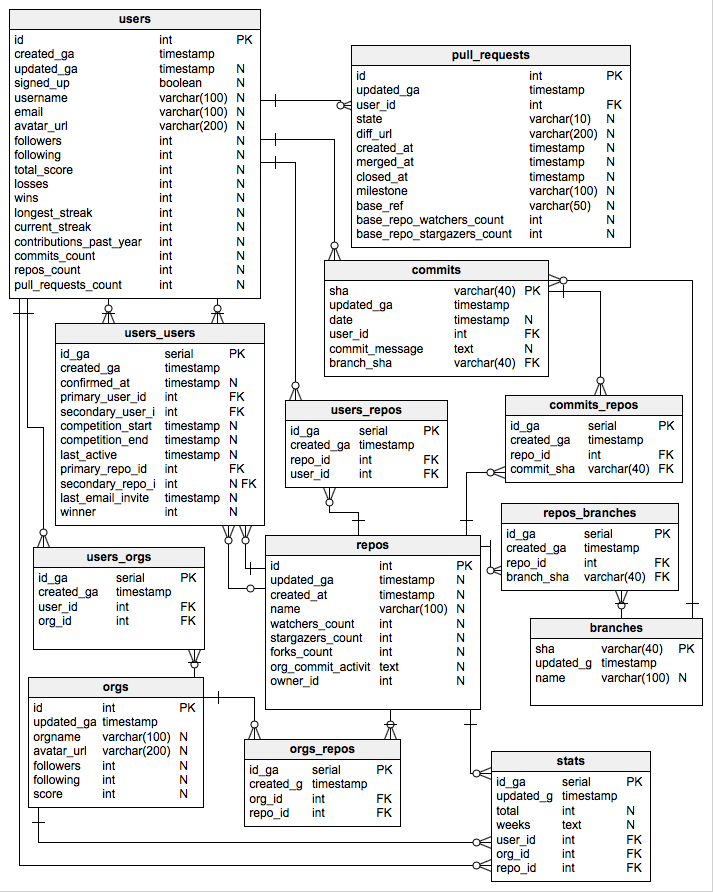 users
id int PK
created_ga timestamp
updated_ga timestamp N
signed_up boolean N
username varchar(100) N
email varchar(100) N
avatar_url varchar(200) N
followers int N
following int N
total_score int N
losses int N
wins int N
longest_streak int N
current_streak int N
contributions_past_year int N
commits_count int N
repos_count int N
pull_requests_count int N
pull_requests
id int PK
updated_ga timestamp
user_id int FK
state varchar(10) N
diff_url varchar(200) N
created_at timestamp N
merged_at timestamp N
closed_at timestamp N
milestone varchar(100) N
base_ref varchar(50) N
base_repo_watchers_count int N
base_repo_stargazers_count int N
commits
sha varchar(40) PK
updated_ga timestamp
date timestamp N
user_id int FK
commit_message text N
branch_sha varchar(40) FK
users_users
id_ga serial PK
created_ga timestamp
confirmed_at timestamp N
primary_user_id int FK
secondary_user_i int FK
competition_start timestamp N
competition_end timestamp N
last_active timestamp N
primary_repo_id int FK
secondary_repo_i int N FK
last_email_invite timestamp N
winner int N
users_repos
id_ga serial PK
created_ga timestamp
repo_id int FK
user_id int FK
commits_repos
id_ga serial PK
created_ga timestamp
repo_id int FK
commit_sha varchar(40) FK
repo_branches
id_ga serial PK
created_ga timestamp
repo_id int FK
branch_sha varchar(40) FK
users_orgs
id_ga serial PK
created_ga timestamp
user_id int FK
org_id int FK
repos
id int PK
updated_ga timestamp N
created_at timestamp N
name varchar(100) N
watchers_count int N
stargazers_count int N
forks_count int N
org_commit_activit text N
owner_id int N
branches
sha varchar(40) PK
updated_g timestamp
name varchar(100) N
orgs
id int PK
updated_ga timestamp
orgname varchar(100) N
avatar_url varchar(200) N
followers int N
following int N
score int N
orgs_repos
id_ga serial PK
created_g timestamp
org_id int FK
repo_id int FK
stats
id_ga serial PK
updated_g timestamp
total int N
weeks text N
user_id int FK
org_id int FK
repo_id int FK